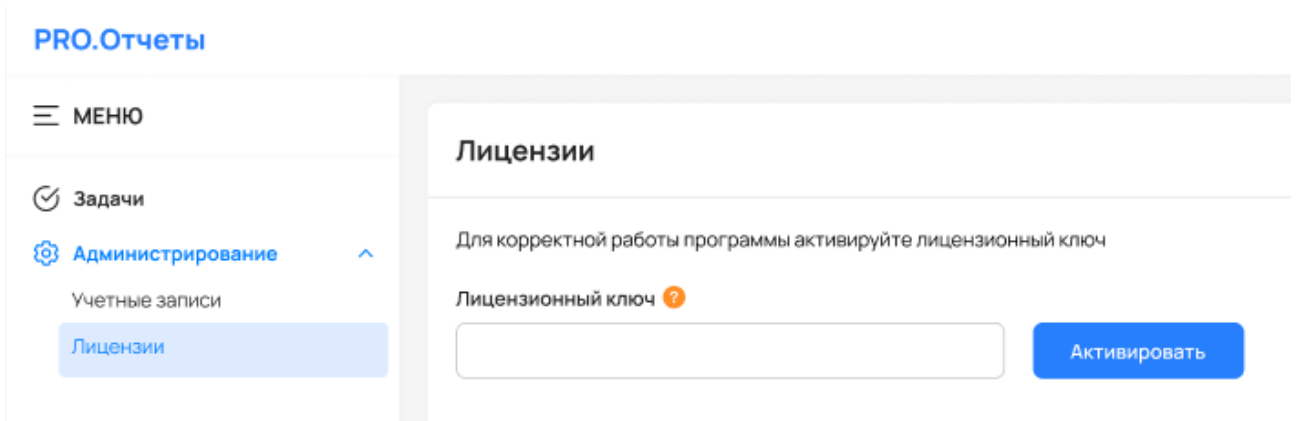 PRO.Отчеты
МЕНЮ
Задачи
Администрирование
Учетные записи
Лицензии
Лицензии
Для корректной работы программы активируйте лицензионный ключ
Лицензионный ключ ?
Активировать